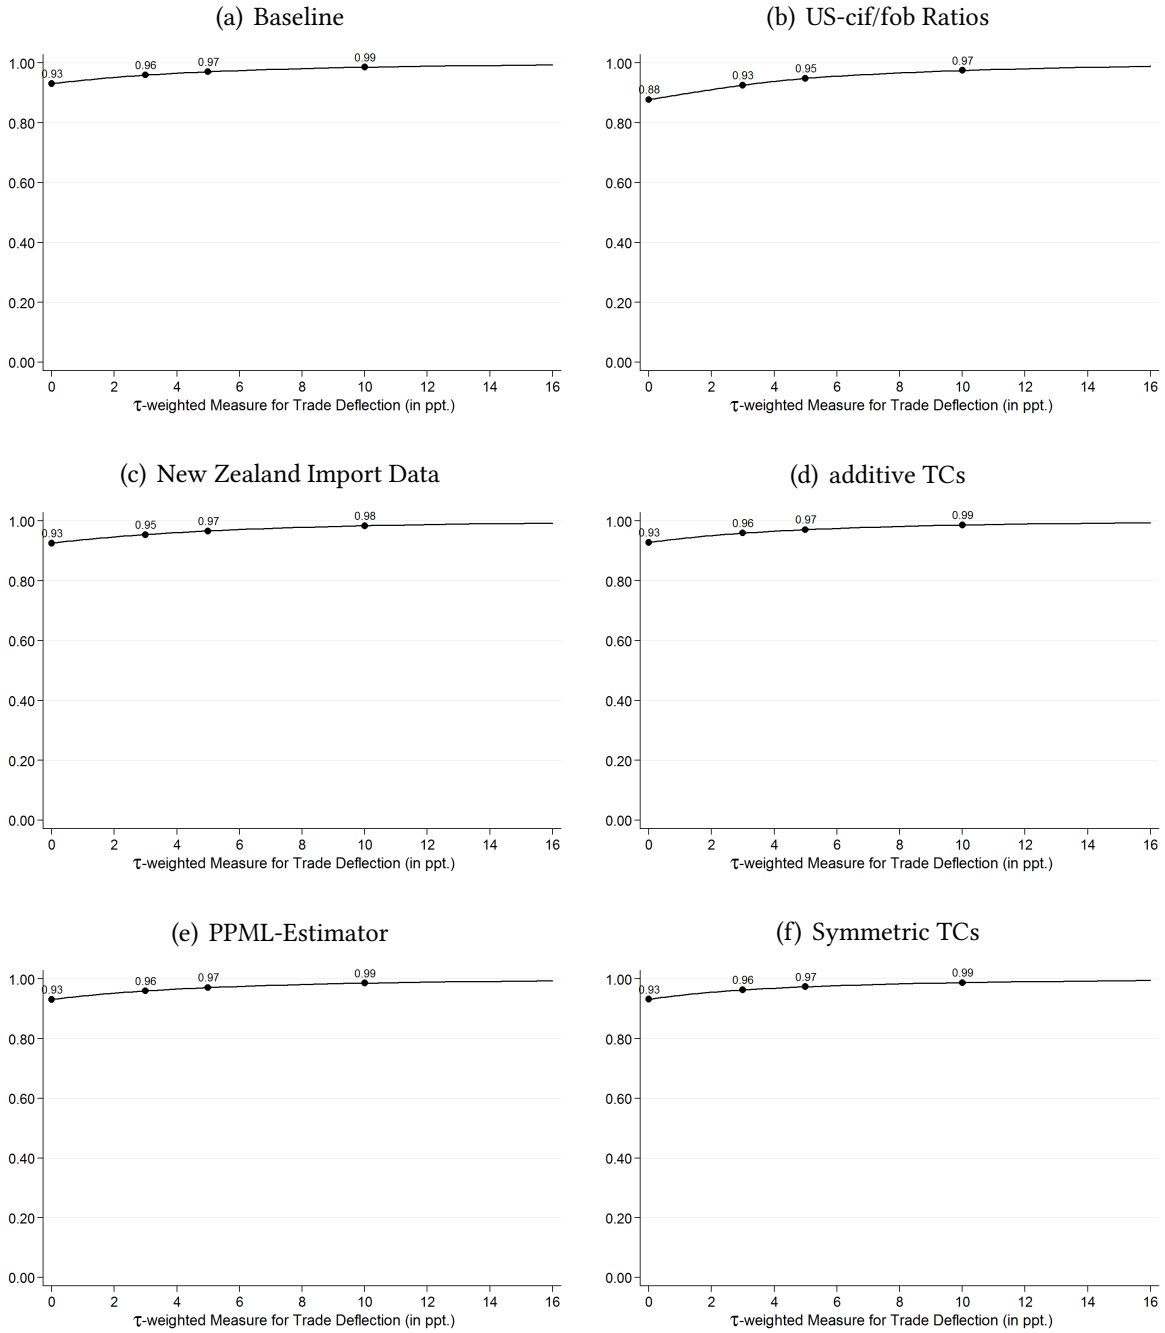 (a) Baseline
0.93 0.96 0.97 0.99
1.00
0.80
0.60
0.40
0.20
0.00
0 2 4 6 8 10 12 14 16
τ-weighted Measure for Trade Deflection (in ppt.)
(b) US-cif/fob Ratios
0.88 0.93 0.95 0.97
1.00
0.80
0.60
0.40
0.20
0.00
0 2 4 6 8 10 12 14 16
τ-weighted Measure for Trade Deflection (in ppt.)
(c) New Zealand Import Data
0.93 0.95 0.97 0.98
1.00
0.80
0.60
0.40
0.20
0.00
0 2 4 6 8 10 12 14 16
τ-weighted Measure for Trade Deflection (in ppt.)
(d) additive TCs
0.93 0.96 0.97 0.99
1.00
0.80
0.60
0.40
0.20
0.00
0 2 4 6 8 10 12 14 16
τ-weighted Measure for Trade Deflection (in ppt.)
(e) PPML-Estimator
0.93 0.96 0.97 0.99
1.00
0.80
0.60
0.40
0.20
0.00
0 2 4 6 8 10 12 14 16
τ-weighted Measure for Trade Deflection (in ppt.)
(f) Symmetric TCs
0.93 0.96 0.97 0.99
1.00
0.80
0.60
0.40
0.20
0.00
0 2 4 6 8 10 12 14 16
τ-weighted Measure for Trade Deflection (in ppt.)